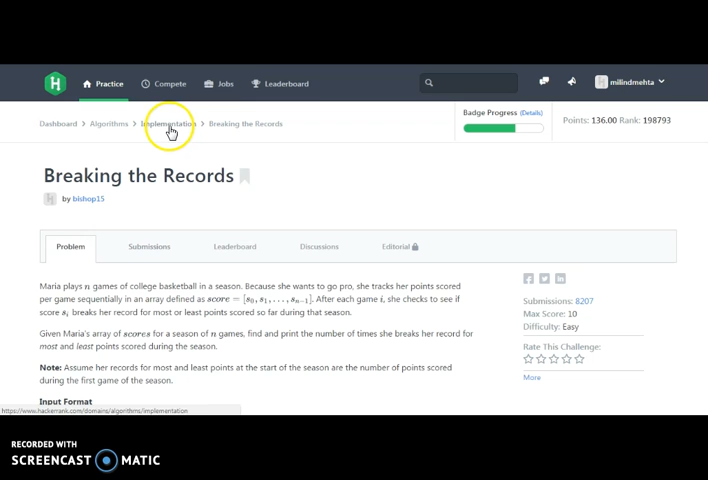 H Practice Compete Jobs Leaderboard milindmehta
Dashboard > Algorithms > Implementation > Breaking the Records
Badge Progress (Details)
Points: 136.00 Rank: 198793
Breaking the Records
by bishop15
Problem Submissions Leaderboard Discussions Editorial
Maria plays n games of college basketball in a season. Because she wants to go pro, she tracks her points scored
per game sequentially in an array defined as score = [s₀, s₁, . . . , sₙ₋₁]. After each game i, she checks to see if
score sᵢ breaks her record for most or least points scored so far during that season.
Given Maria's array of scores for a season of n games, find and print the number of times she breaks her record for
most and least points scored during the season.
Note: Assume her records for most and least points at the start of the season are the number of points scored
during the first game of the season.
Input Format
Submissions: 8207
Max Score: 10
Difficulty: Easy
Rate This Challenge:
More
https://www.hackerrank.com/domains/algorithms/implementation
RECORDED WITH
SCREENCAST MATIC